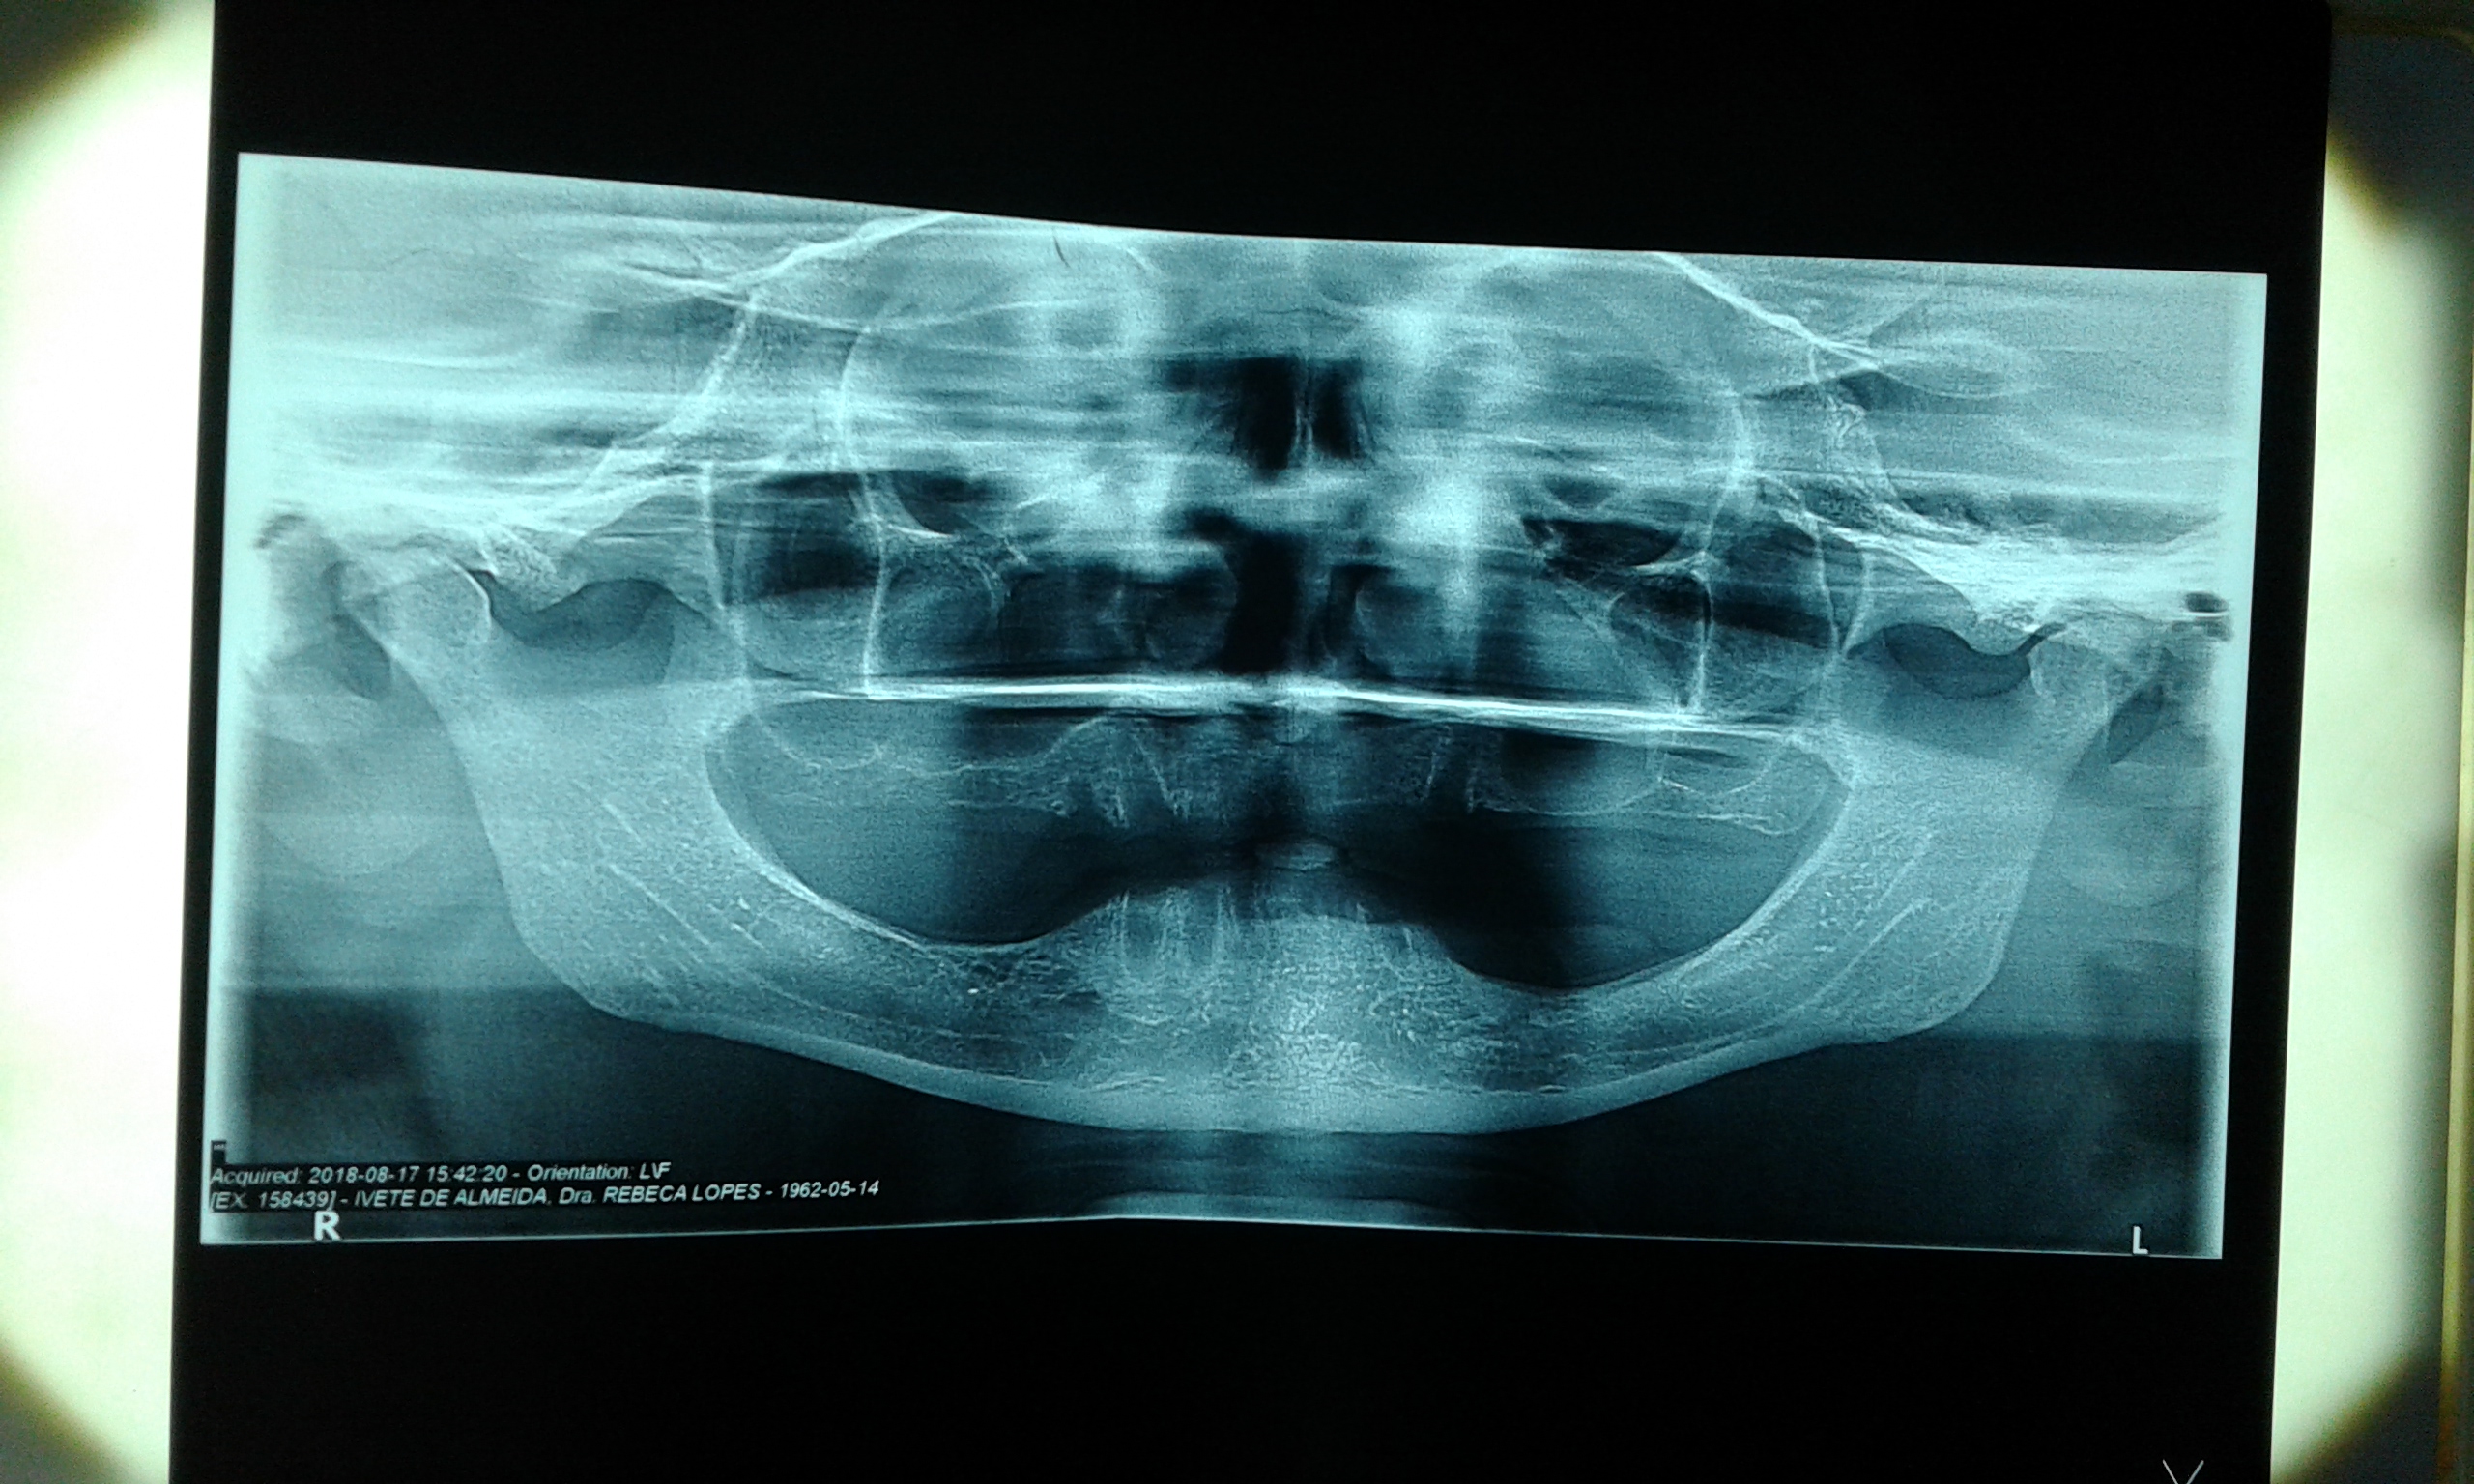 Acquired: 2018-08-17 15:42:20 - Orientation: L\F
[EX. 158439] - IVETE DE ALMEIDA, Dra. REBECA LOPES - 1962-05-14
R
L